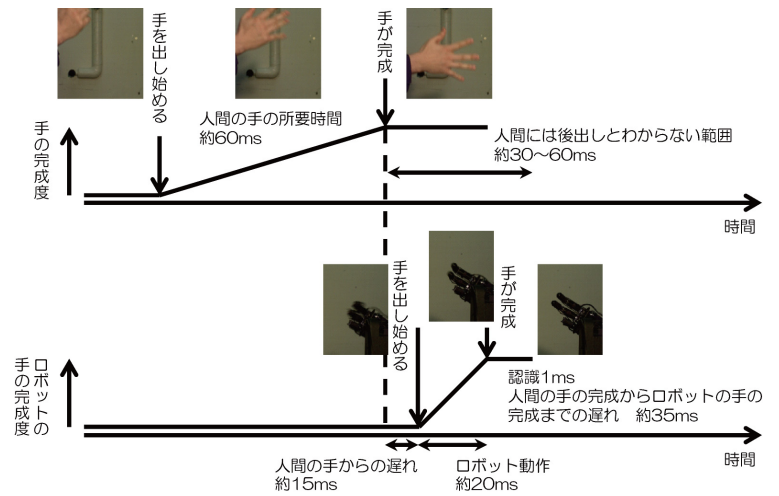 手を出し始める
手が完成
人間の手の所要時間
約60ms
人間には後出しとわからない範囲
約30〜60ms
手の完成度
時間
手を出し始める
手が完成
ロボットの
手の完成度
認識1ms
人間の手の完成からロボットの手の
完成までの遅れ　約35ms
時間
人間の手からの遅れ
約15ms
ロボット動作
約20ms